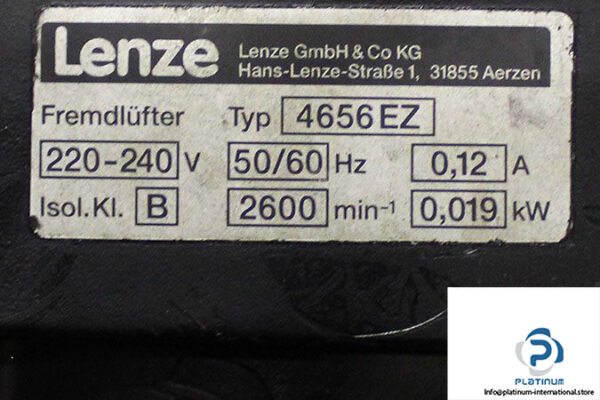 Lenze
Lenze GmbH & Co KG
Hans-Lenze-Straße 1, 31855 Aerzen
Fremdlüfter Typ 4656 EZ
220-240 V 50/60 Hz 0,12 A
Isol.Kl. B 2600 min-1 0,019 kW
PLATINUM
Info@platinum-international.store